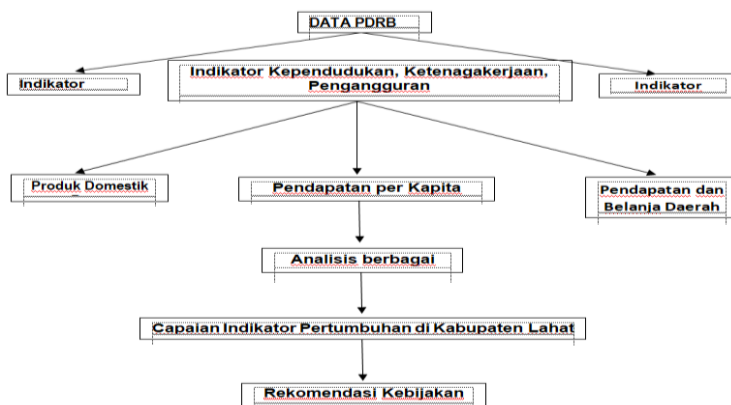 DATA PDRB
Indikator
Indikator Kependudukan, Ketenagakerjaan,
Pengangguran
Indikator
Produk Domestik
Pendapatan per Kapita
Pendapatan dan
Belanja Daerah
Analisis berbagai
Capaian Indikator Pertumbuhan di Kabupaten Lahat
Rekomendasi Kebijakan